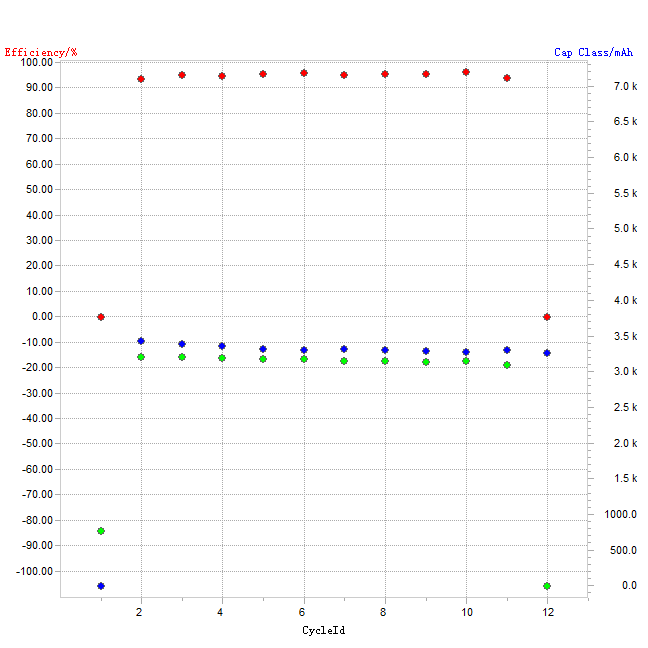 Efficiency/%
Cap Class/mAh
100.00
90.00
80.00
70.00
60.00
50.00
40.00
30.00
20.00
10.00
0.00
-10.00
-20.00
-30.00
-40.00
-50.00
-60.00
-70.00
-80.00
-90.00
-100.00
7.0 k
6.5 k
6.0 k
5.5 k
5.0 k
4.5 k
4.0 k
3.5 k
3.0 k
2.5 k
2.0 k
1.5 k
1000.0
500.0
0.0
2 4 6 8 10 12
CycleId